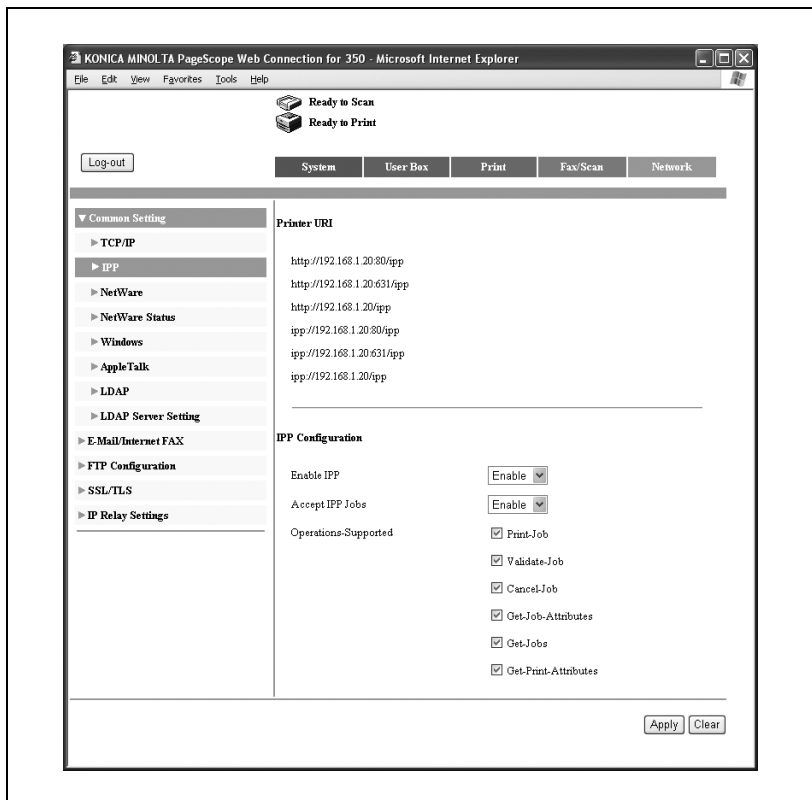 KONICA MINOLTA PageScope Web Connection for 350 - Microsoft Internet Explorer
File Edit View Favorites Tools Help
Ready to Scan
Ready to Print
Log-out
System User Box Print Fax/Scan Network
▼ Common Setting
▶ TCP/IP
▶ IPP
▶ NetWare
▶ NetWare Status
▶ Windows
▶ AppleTalk
▶ LDAP
▶ LDAP Server Setting
▶ E-Mail/Internet FAX
▶ FTP Configuration
▶ SSL/TLS
▶ IP Relay Settings
Printer URI
http://192.168.1.20:80/ipp
http://192.168.1.20:631/ipp
http://192.168.1.20/ipp
ipp://192.168.1.20:80/ipp
ipp://192.168.1.20:631/ipp
ipp://192.168.1.20/ipp
IPP Configuration
Enable IPP Enable
Accept IPP Jobs Enable
Operations-Supported Print-Job
Validate-Job
Cancel-Job
Get-Job-Attributes
Get-Jobs
Get-Print-Attributes
Apply Clear